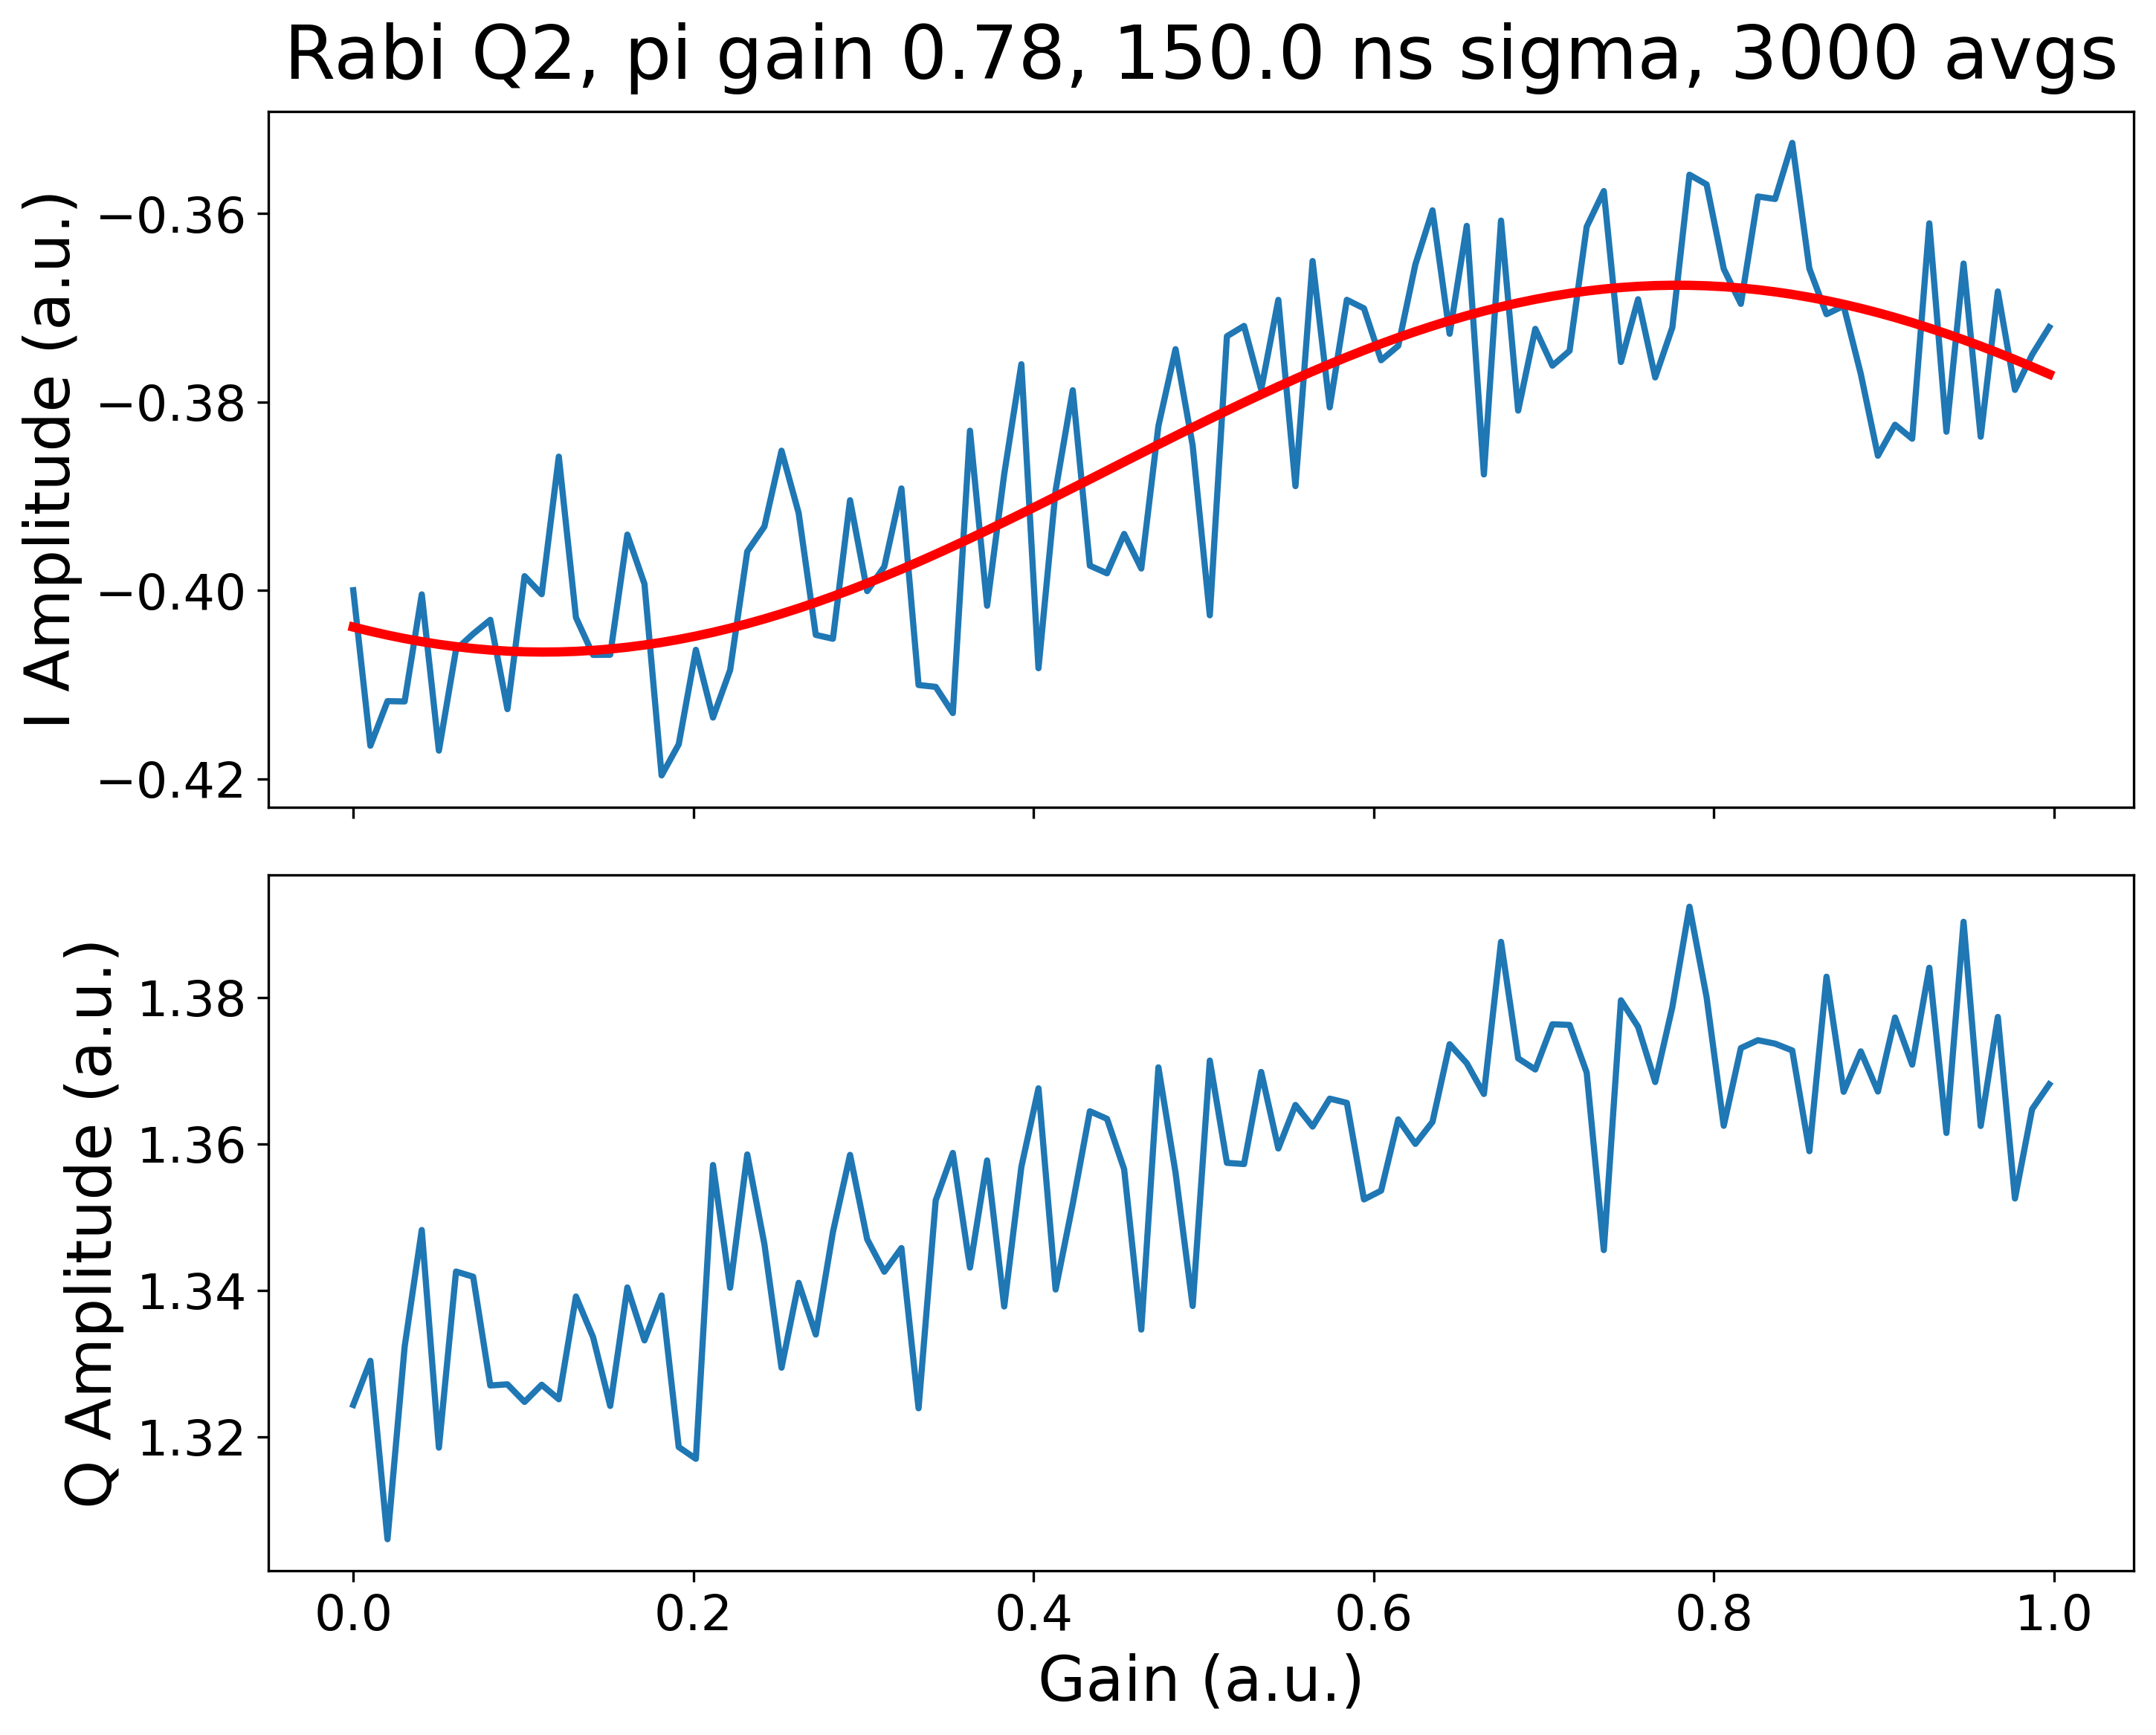 Rabi Q2, pi gain 0.78, 150.0 ns sigma, 3000 avgs
I Amplitude (a.u.)
−0.36
−0.38
−0.40
−0.42
Q Amplitude (a.u.)
1.38
1.36
1.34
1.32
0.0 0.2 0.4 0.6 0.8 1.0
Gain (a.u.)